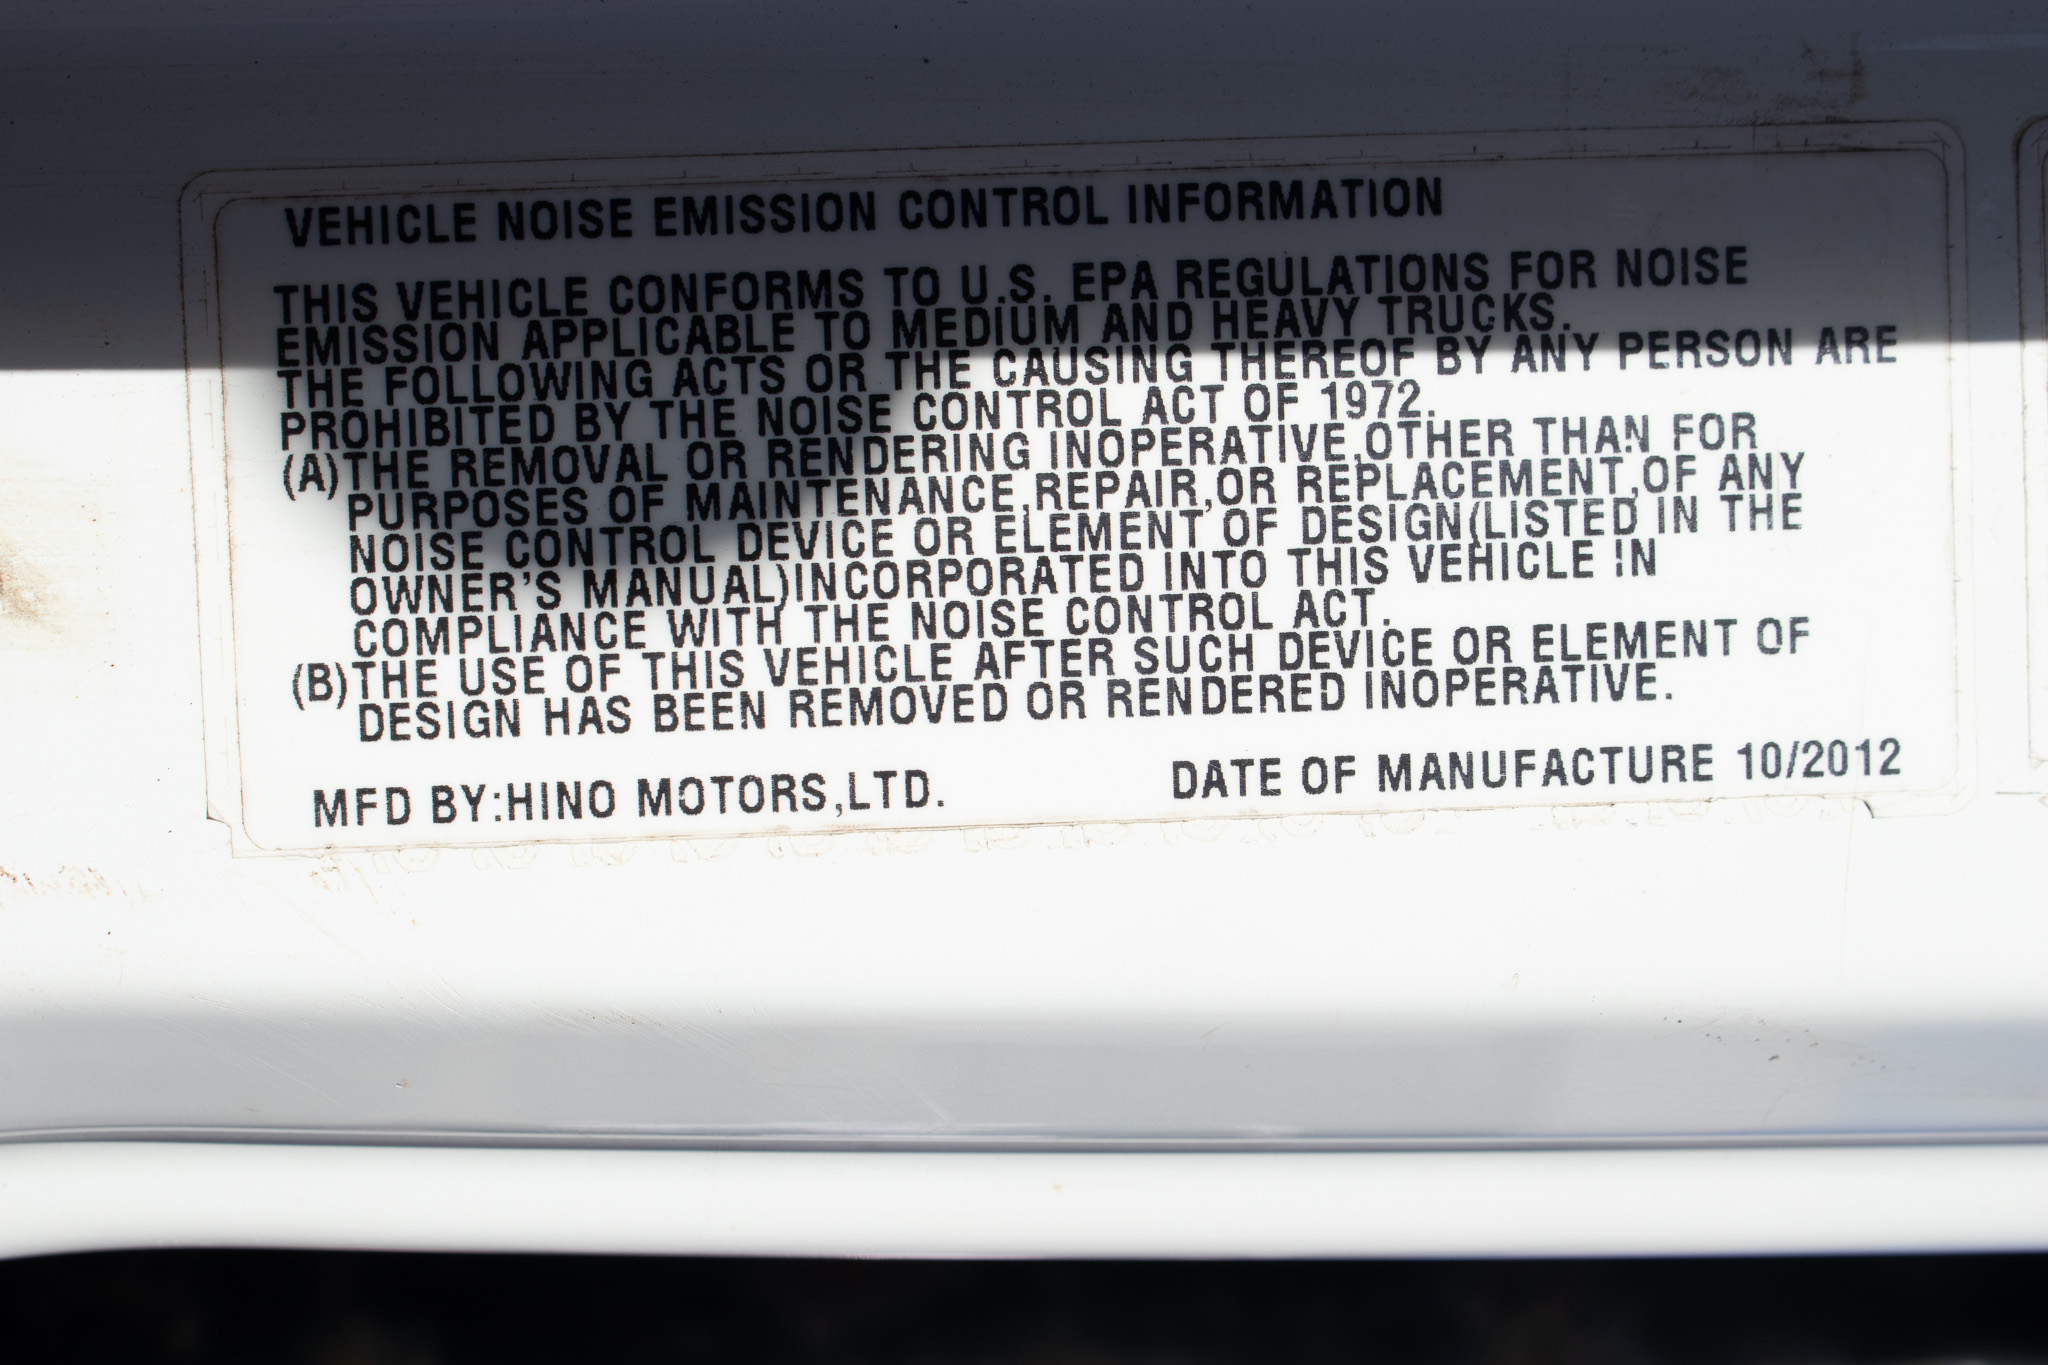 VEHICLE NOISE EMISSION CONTROL INFORMATION
THIS VEHICLE CONFORMS TO U.S. EPA REGULATIONS FOR NOISE
EMISSION APPLICABLE TO MEDIUM AND HEAVY TRUCKS.
THE FOLLOWING ACTS OR THE CAUSING THEREOF BY ANY PERSON ARE
PROHIBITED BY THE NOISE CONTROL ACT OF 1972.
(A)THE REMOVAL OR RENDERING INOPERATIVE,OTHER THAN FOR
PURPOSES OF MAINTENANCE,REPAIR,OR REPLACEMENT,OF ANY
NOISE CONTROL DEVICE OR ELEMENT OF DESIGN(LISTED IN THE
OWNER'S MANUAL)INCORPORATED INTO THIS VEHICLE IN
COMPLIANCE WITH THE NOISE CONTROL ACT.
(B)THE USE OF THIS VEHICLE AFTER SUCH DEVICE OR ELEMENT OF
DESIGN HAS BEEN REMOVED OR RENDERED INOPERATIVE.
MFD BY:HINO MOTORS,LTD. DATE OF MANUFACTURE 10/2012